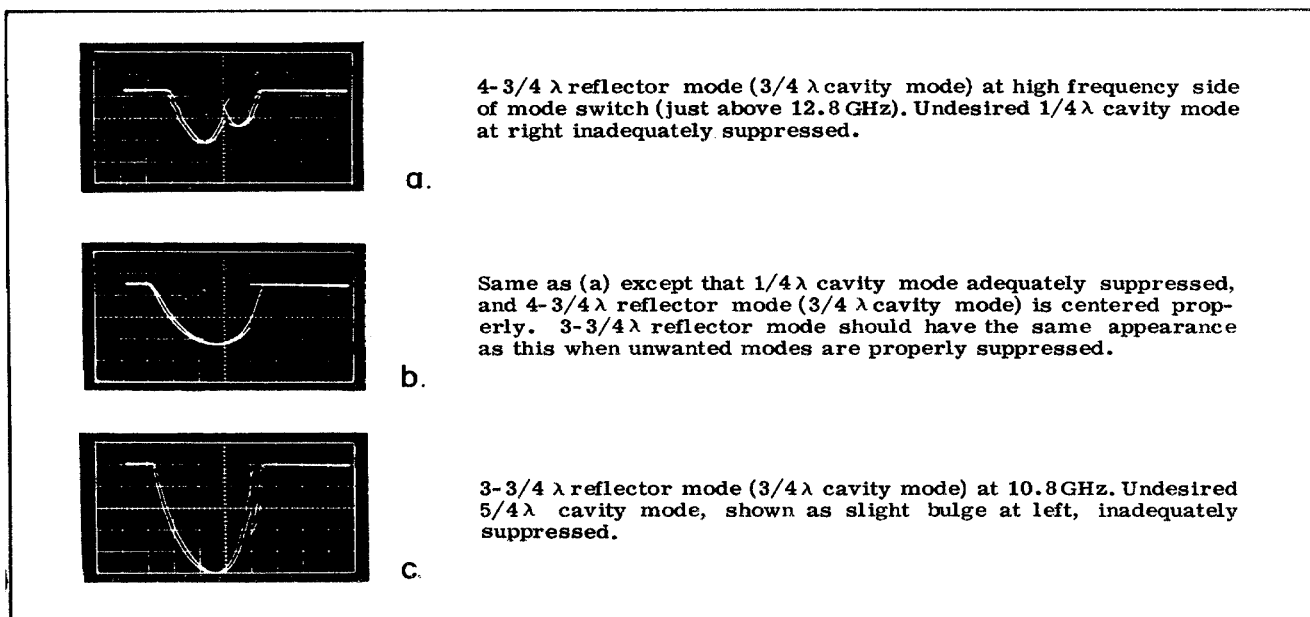 4-3/4 λ reflector mode (3/4 λ cavity mode) at high frequency side
of mode switch (just above 12.8 GHz). Undesired 1/4 λ cavity mode
at right inadequately suppressed.
a.
Same as (a) except that 1/4 λ cavity mode adequately suppressed,
and 4-3/4 λ reflector mode (3/4 λ cavity mode) is centered prop-
erly. 3-3/4 λ reflector mode should have the same appearance
as this when unwanted modes are properly suppressed.
b.
3-3/4 λ reflector mode (3/4 λ cavity mode) at 10.8 GHz. Undesired
5/4 λ cavity mode, shown as slight bulge at left, inadequately
suppressed.
c.